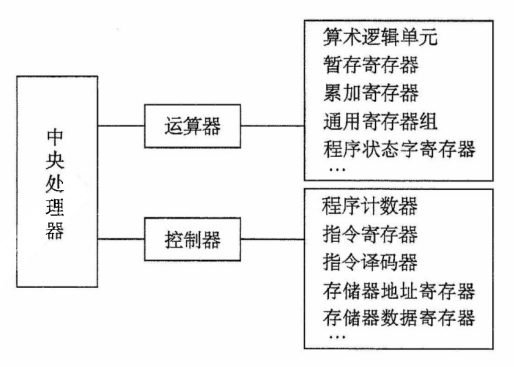 中央处理器
运算器
算术逻辑单元
暂存寄存器
累加寄存器
通用寄存器组
程序状态字寄存器
…
控制器
程序计数器
指令寄存器
指令译码器
存储器地址寄存器
存储器数据寄存器
…